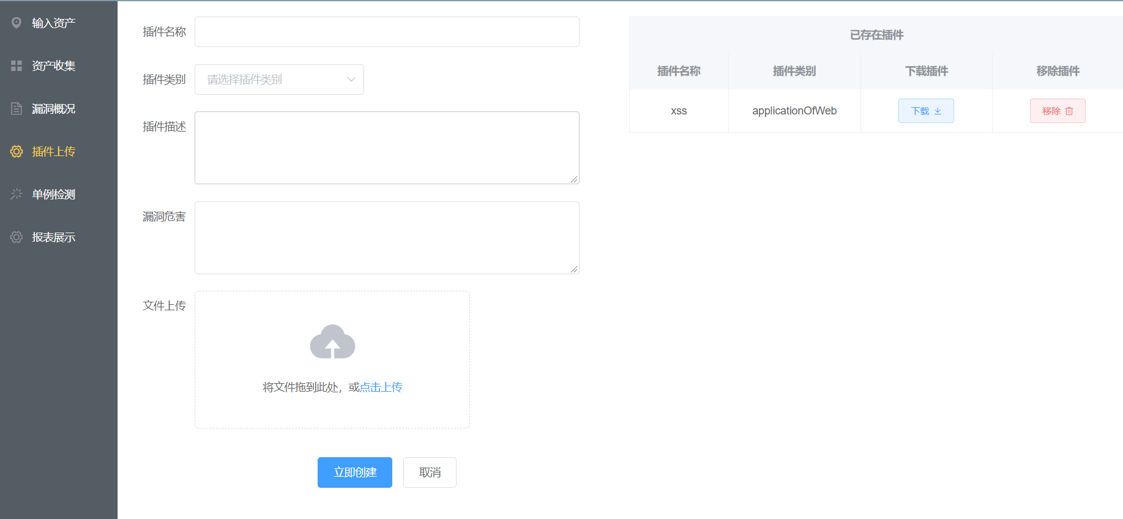 输入资产
资产收集
漏洞概况
插件上传
单例检测
报表展示
插件名称
插件类别
请选择插件类别
插件描述
漏洞危害
文件上传
将文件拖到此处，或点击上传
立即创建
取消
已存在插件
插件名称 插件类别 下载插件 移除插件
xss applicationOfWeb 下载 移除